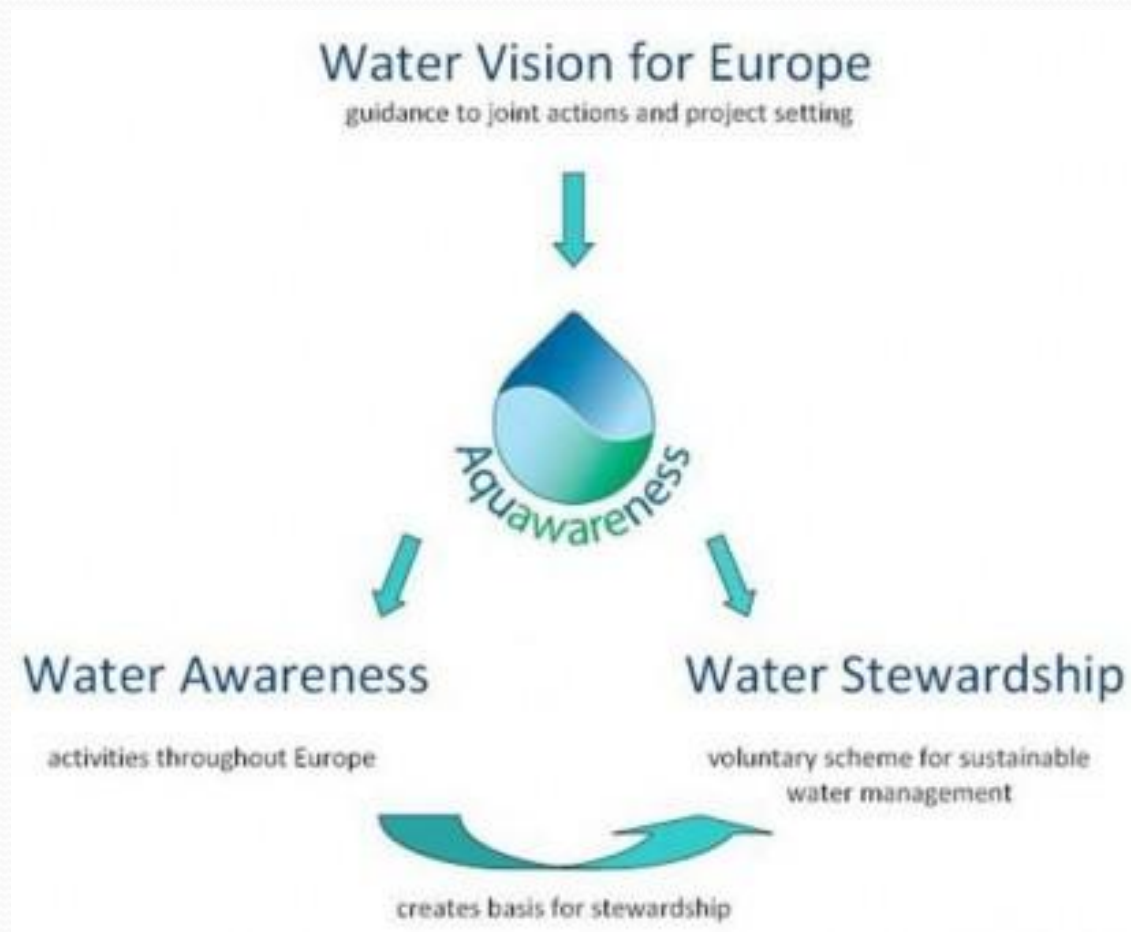 Water Vision for Europe
guidance to joint actions and project setting
Aquawareness
Water Awareness
activities throughout Europe
Water Stewardship
voluntary scheme for sustainable
water management
creates basis for stewardship